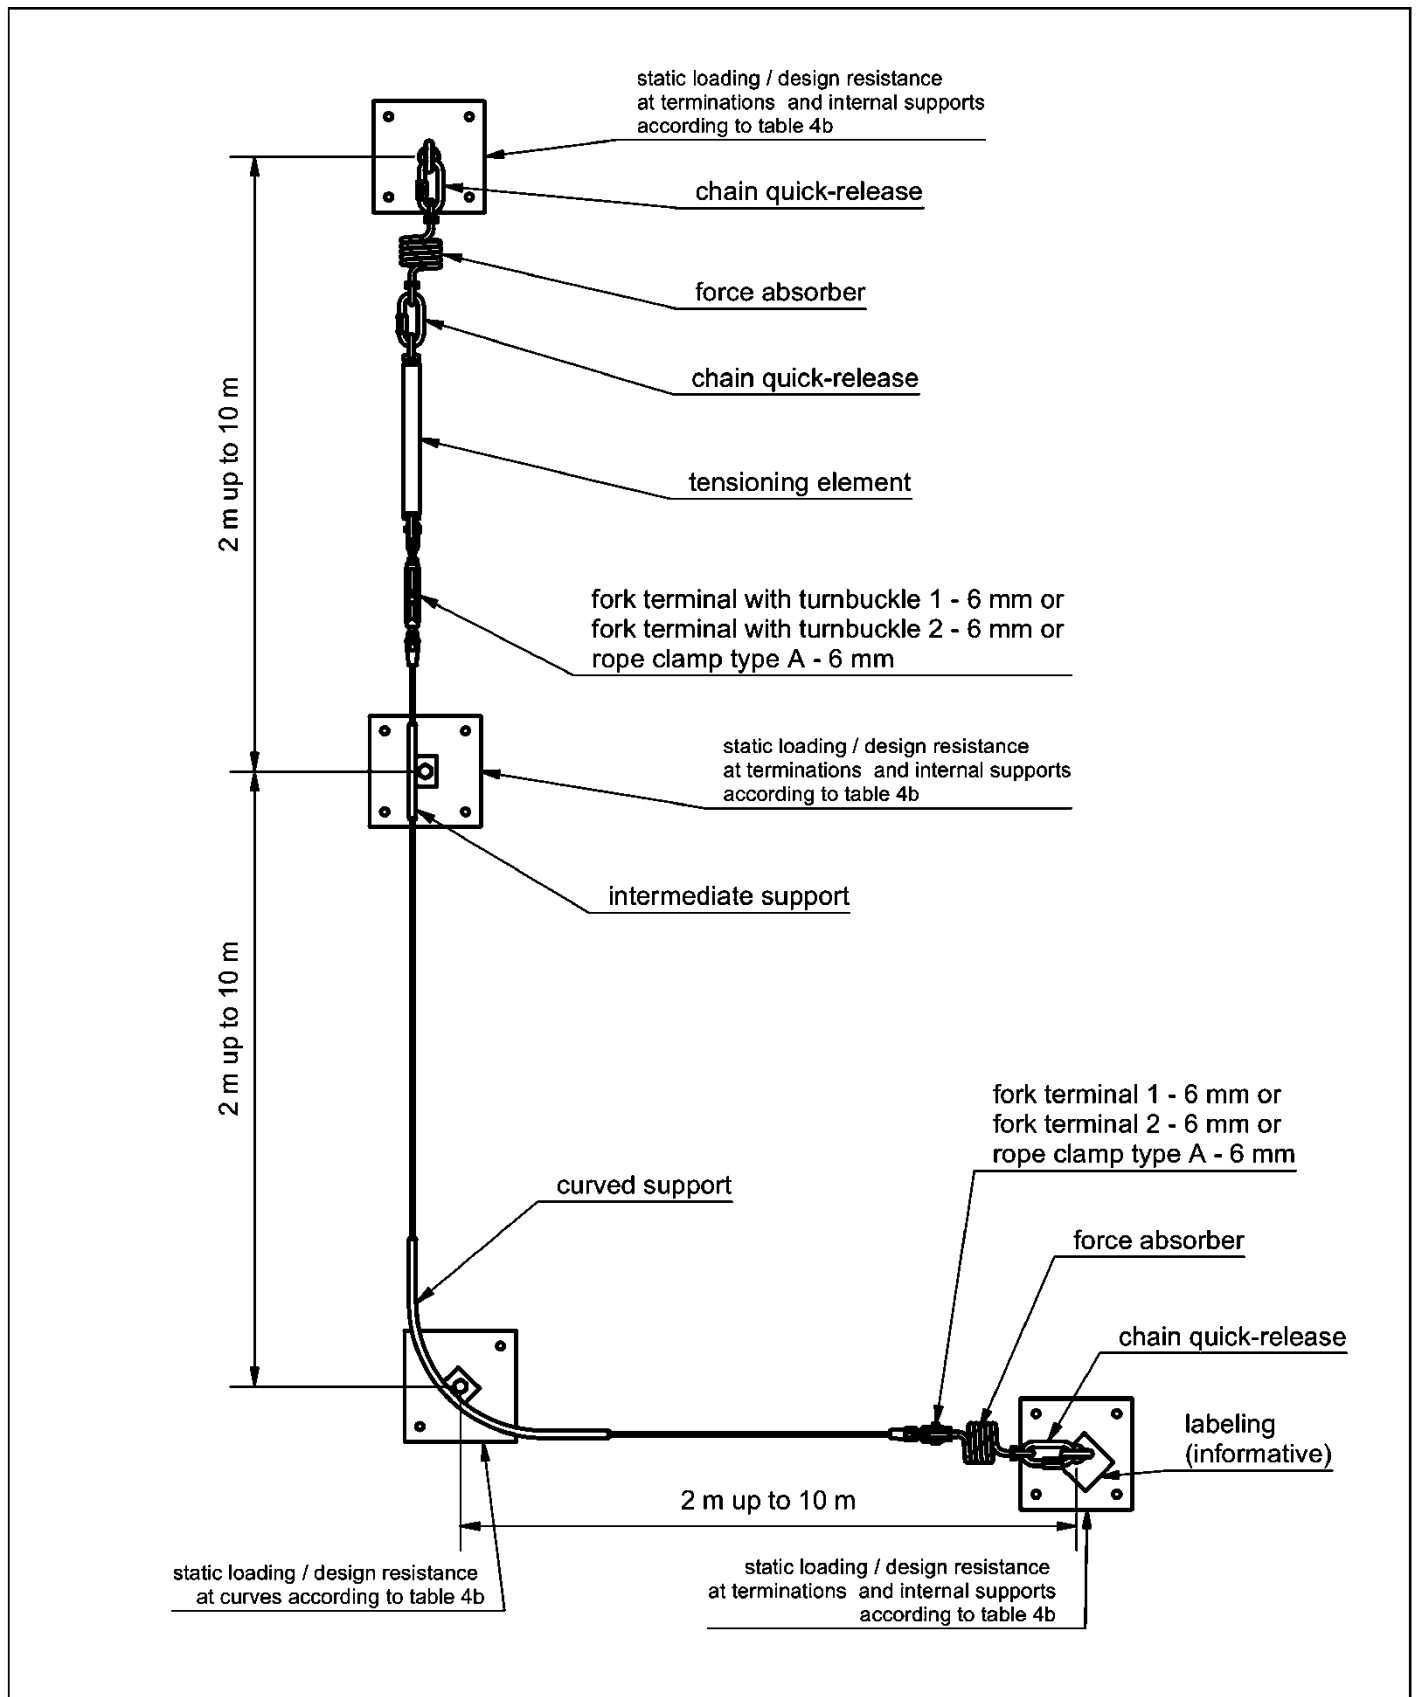 static loading / design resistance
at terminations and internal supports
according to table 4b
chain quick-release
force absorber
chain quick-release
2 m up to 10 m
tensioning element
fork terminal with turnbuckle 1 - 6 mm or
fork terminal with turnbuckle 2 - 6 mm or
rope clamp type A - 6 mm
static loading / design resistance
at terminations and internal supports
according to table 4b
intermediate support
2 m up to 10 m
fork terminal 1 - 6 mm or
fork terminal 2 - 6 mm or
rope clamp type A - 6 mm
curved support
force absorber
chain quick-release
labeling
(informative)
2 m up to 10 m
static loading / design resistance
at curves according to table 4b
static loading / design resistance
at terminations and internal supports
according to table 4b